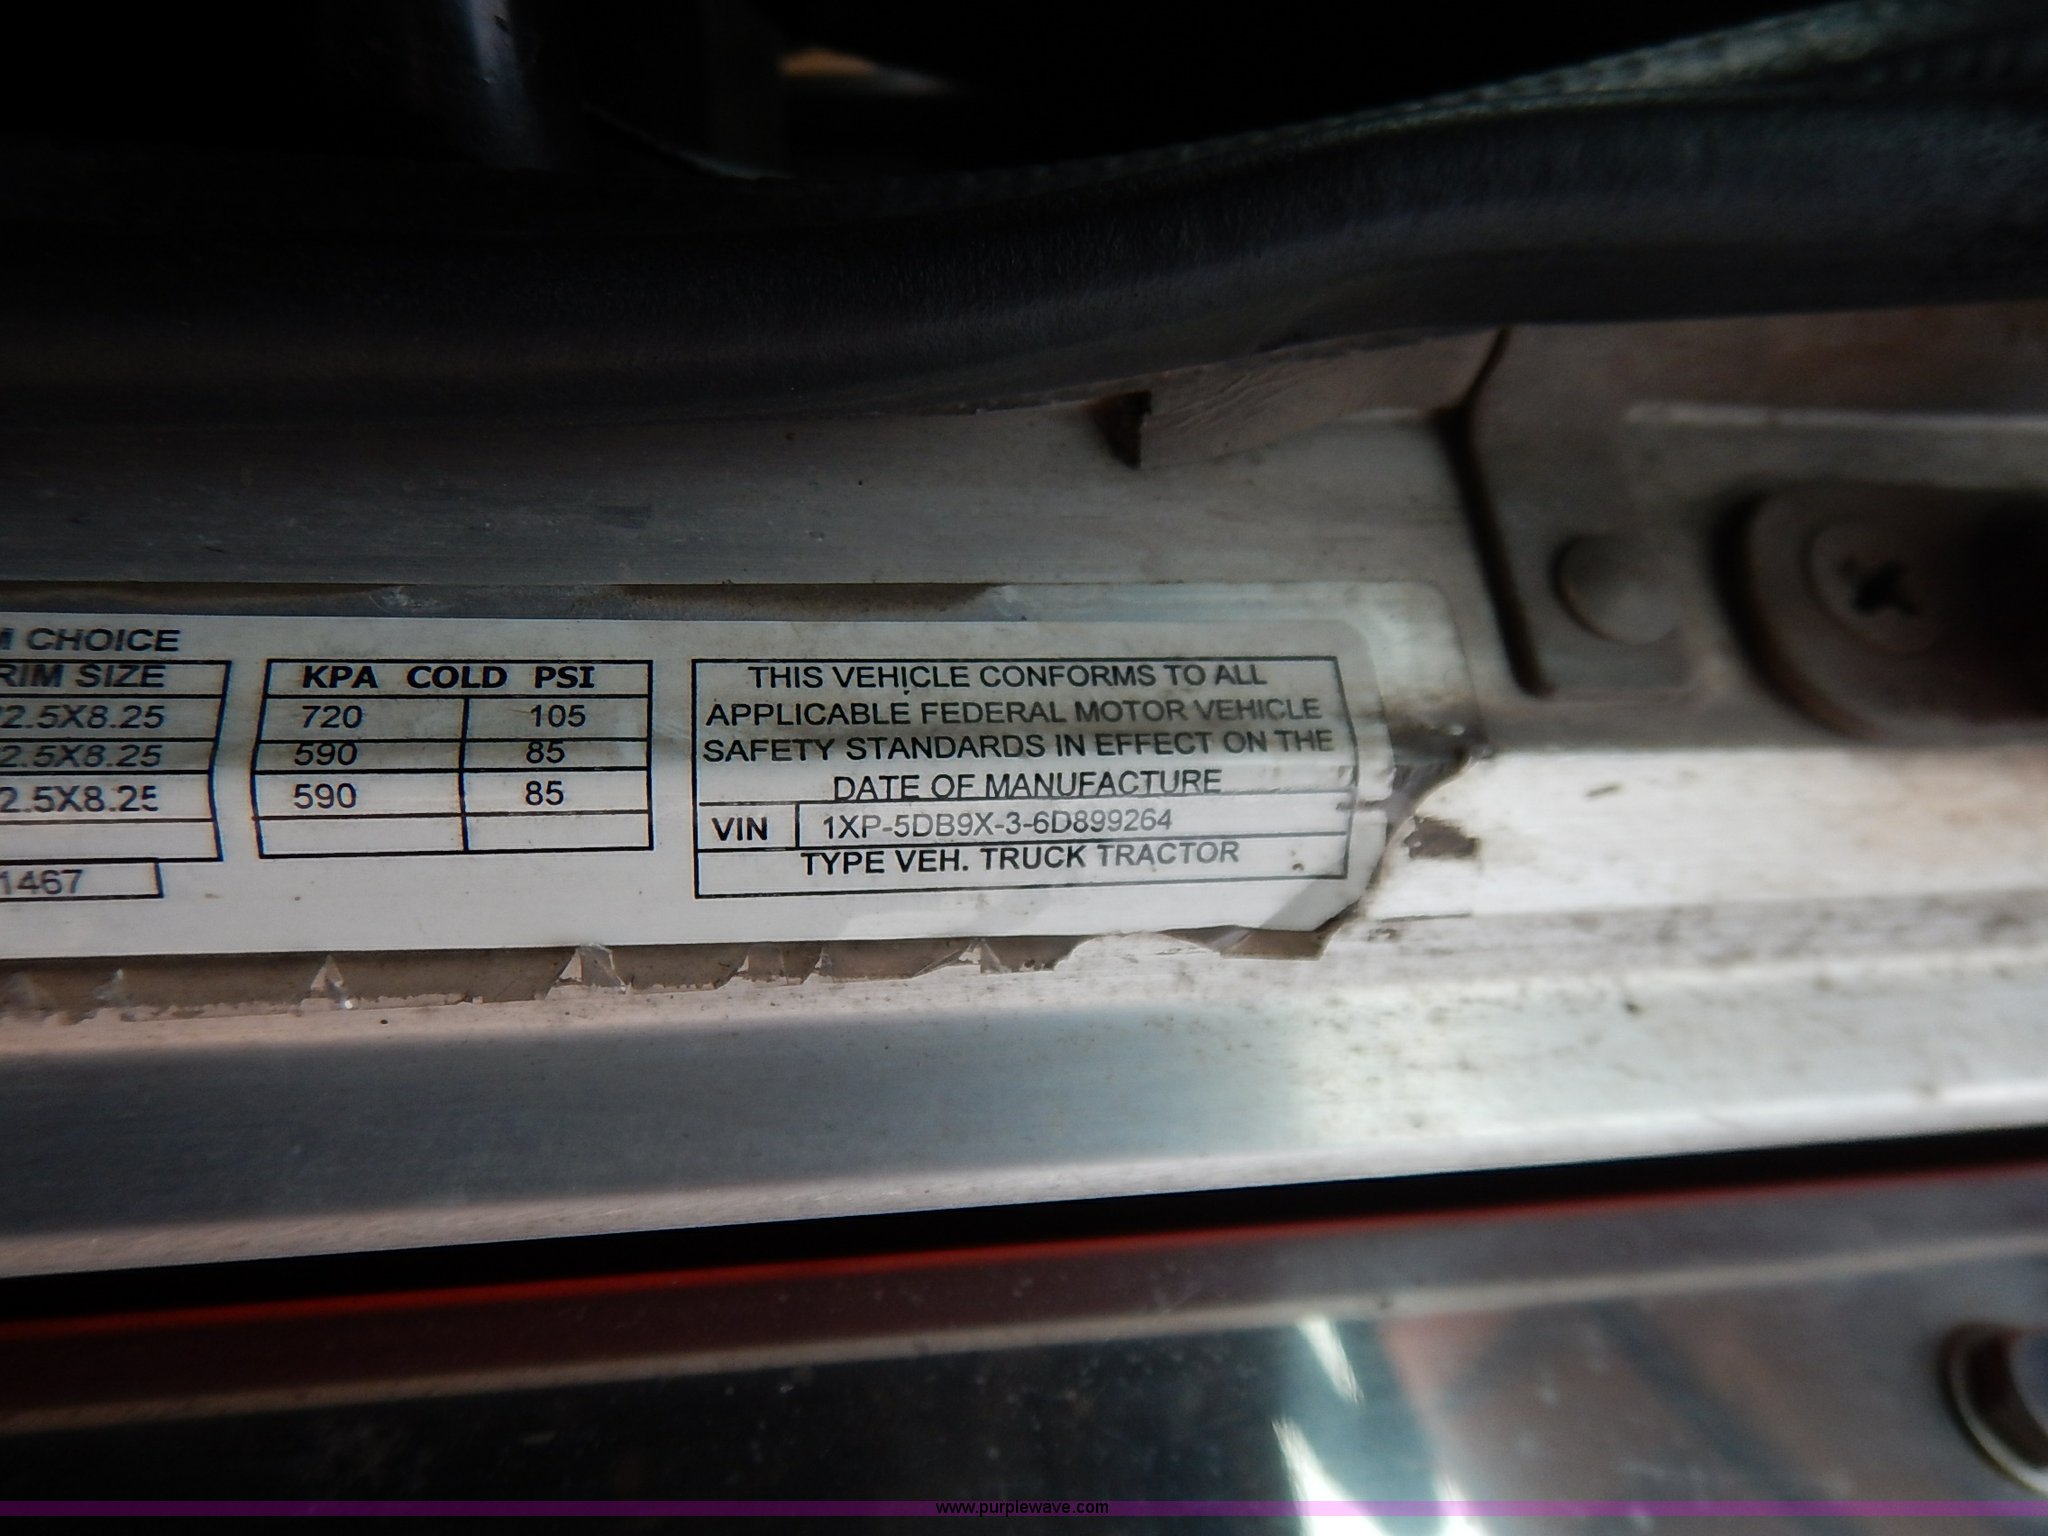 M CHOICE
RIM SIZE
22.5X8.25
2.5X8.25
2.5X8.25
1467
KPA COLD PSI
720 105
590 85
590 85
THIS VEHICLE CONFORMS TO ALL
APPLICABLE FEDERAL MOTOR VEHICLE
SAFETY STANDARDS IN EFFECT ON THE
DATE OF MANUFACTURE
VIN 1XP-5DB9X-3-6D899264
TYPE VEH. TRUCK TRACTOR
www.purplewave.com